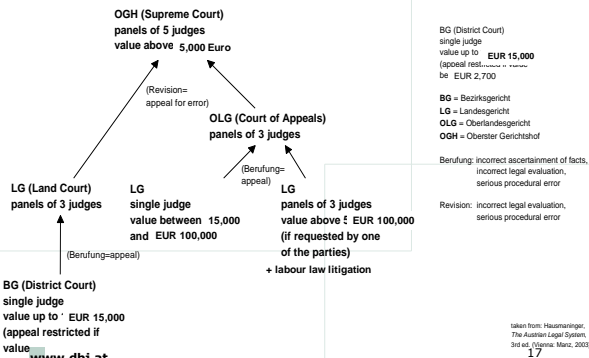 OGH (Supreme Court)
panels of 5 judges
value above 5,000 Euro
(Revision=
appeal for error)
OLG (Court of Appeals)
panels of 3 judges
(Berufung=
appeal)
LG (Land Court)
panels of 3 judges
LG
single judge
value between 15,000
and EUR 100,000
LG
panels of 3 judges
value above EUR 100,000
(if requested by one
of the parties)
+ labour law litigation
(Berufung=appeal)
BG (District Court)
single judge
value up to EUR 15,000
(appeal restricted if
value
www.dbj.at
BG (District Court)
single judge
value up to EUR 15,000
(appeal if value
be EUR 2,700
BG = Bezirksgericht
LG = Landesgericht
OLG = Oberlandesgericht
OGH = Oberster Gerichtshof
Berufung: incorrect ascertainment of facts,
incorrect legal evaluation,
serious procedural error
Revision: incorrect legal evaluation,
serious procedural error
taken from: Hausmaninger,
The Austrian Legal System,
3rd ed. (Vienna: Manz, 2003)
17